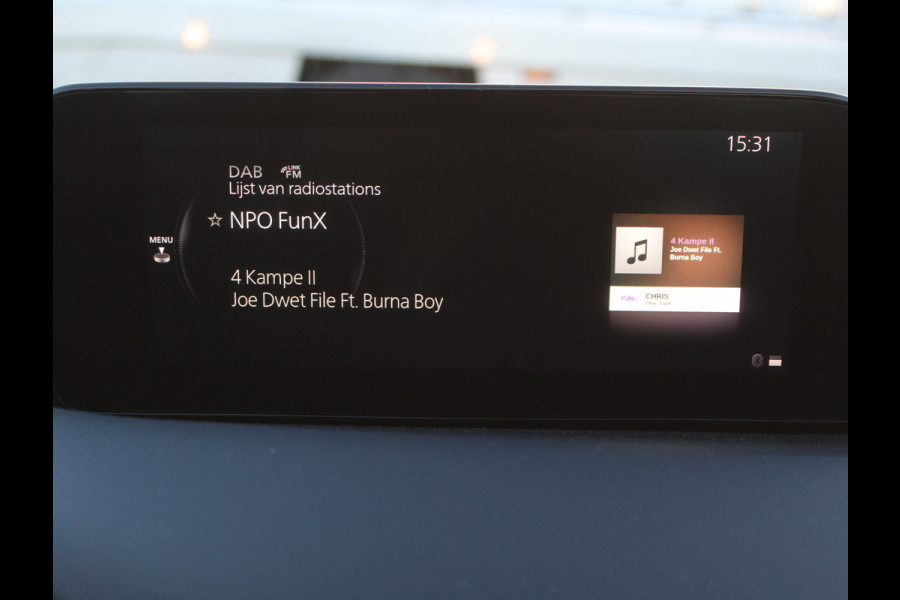 15:31
DAB LINK FM
Lijst van radiostations
☆ NPO FunX
MENU
4 Kampe II
Joe Dwet File Ft. Burna Boy
4 Kampe II
Joe Dwet File Ft.
Burna Boy
FUNX CHRIS